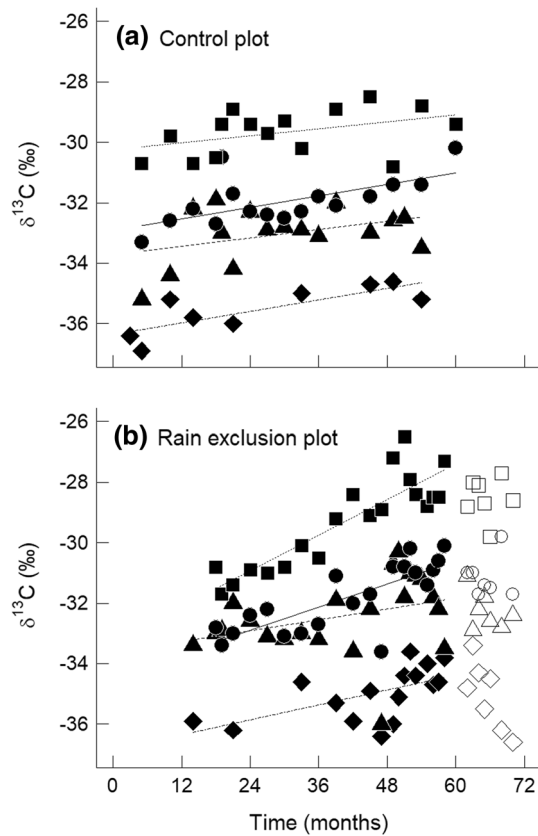 (a) Control plot
-26
-28
-30
-32
-34
-36
δ¹³C (‰)
(b) Rain exclusion plot
-26
-28
-30
-32
-34
-36
δ¹³C (‰)
0 12 24 36 48 60 72
Time (months)